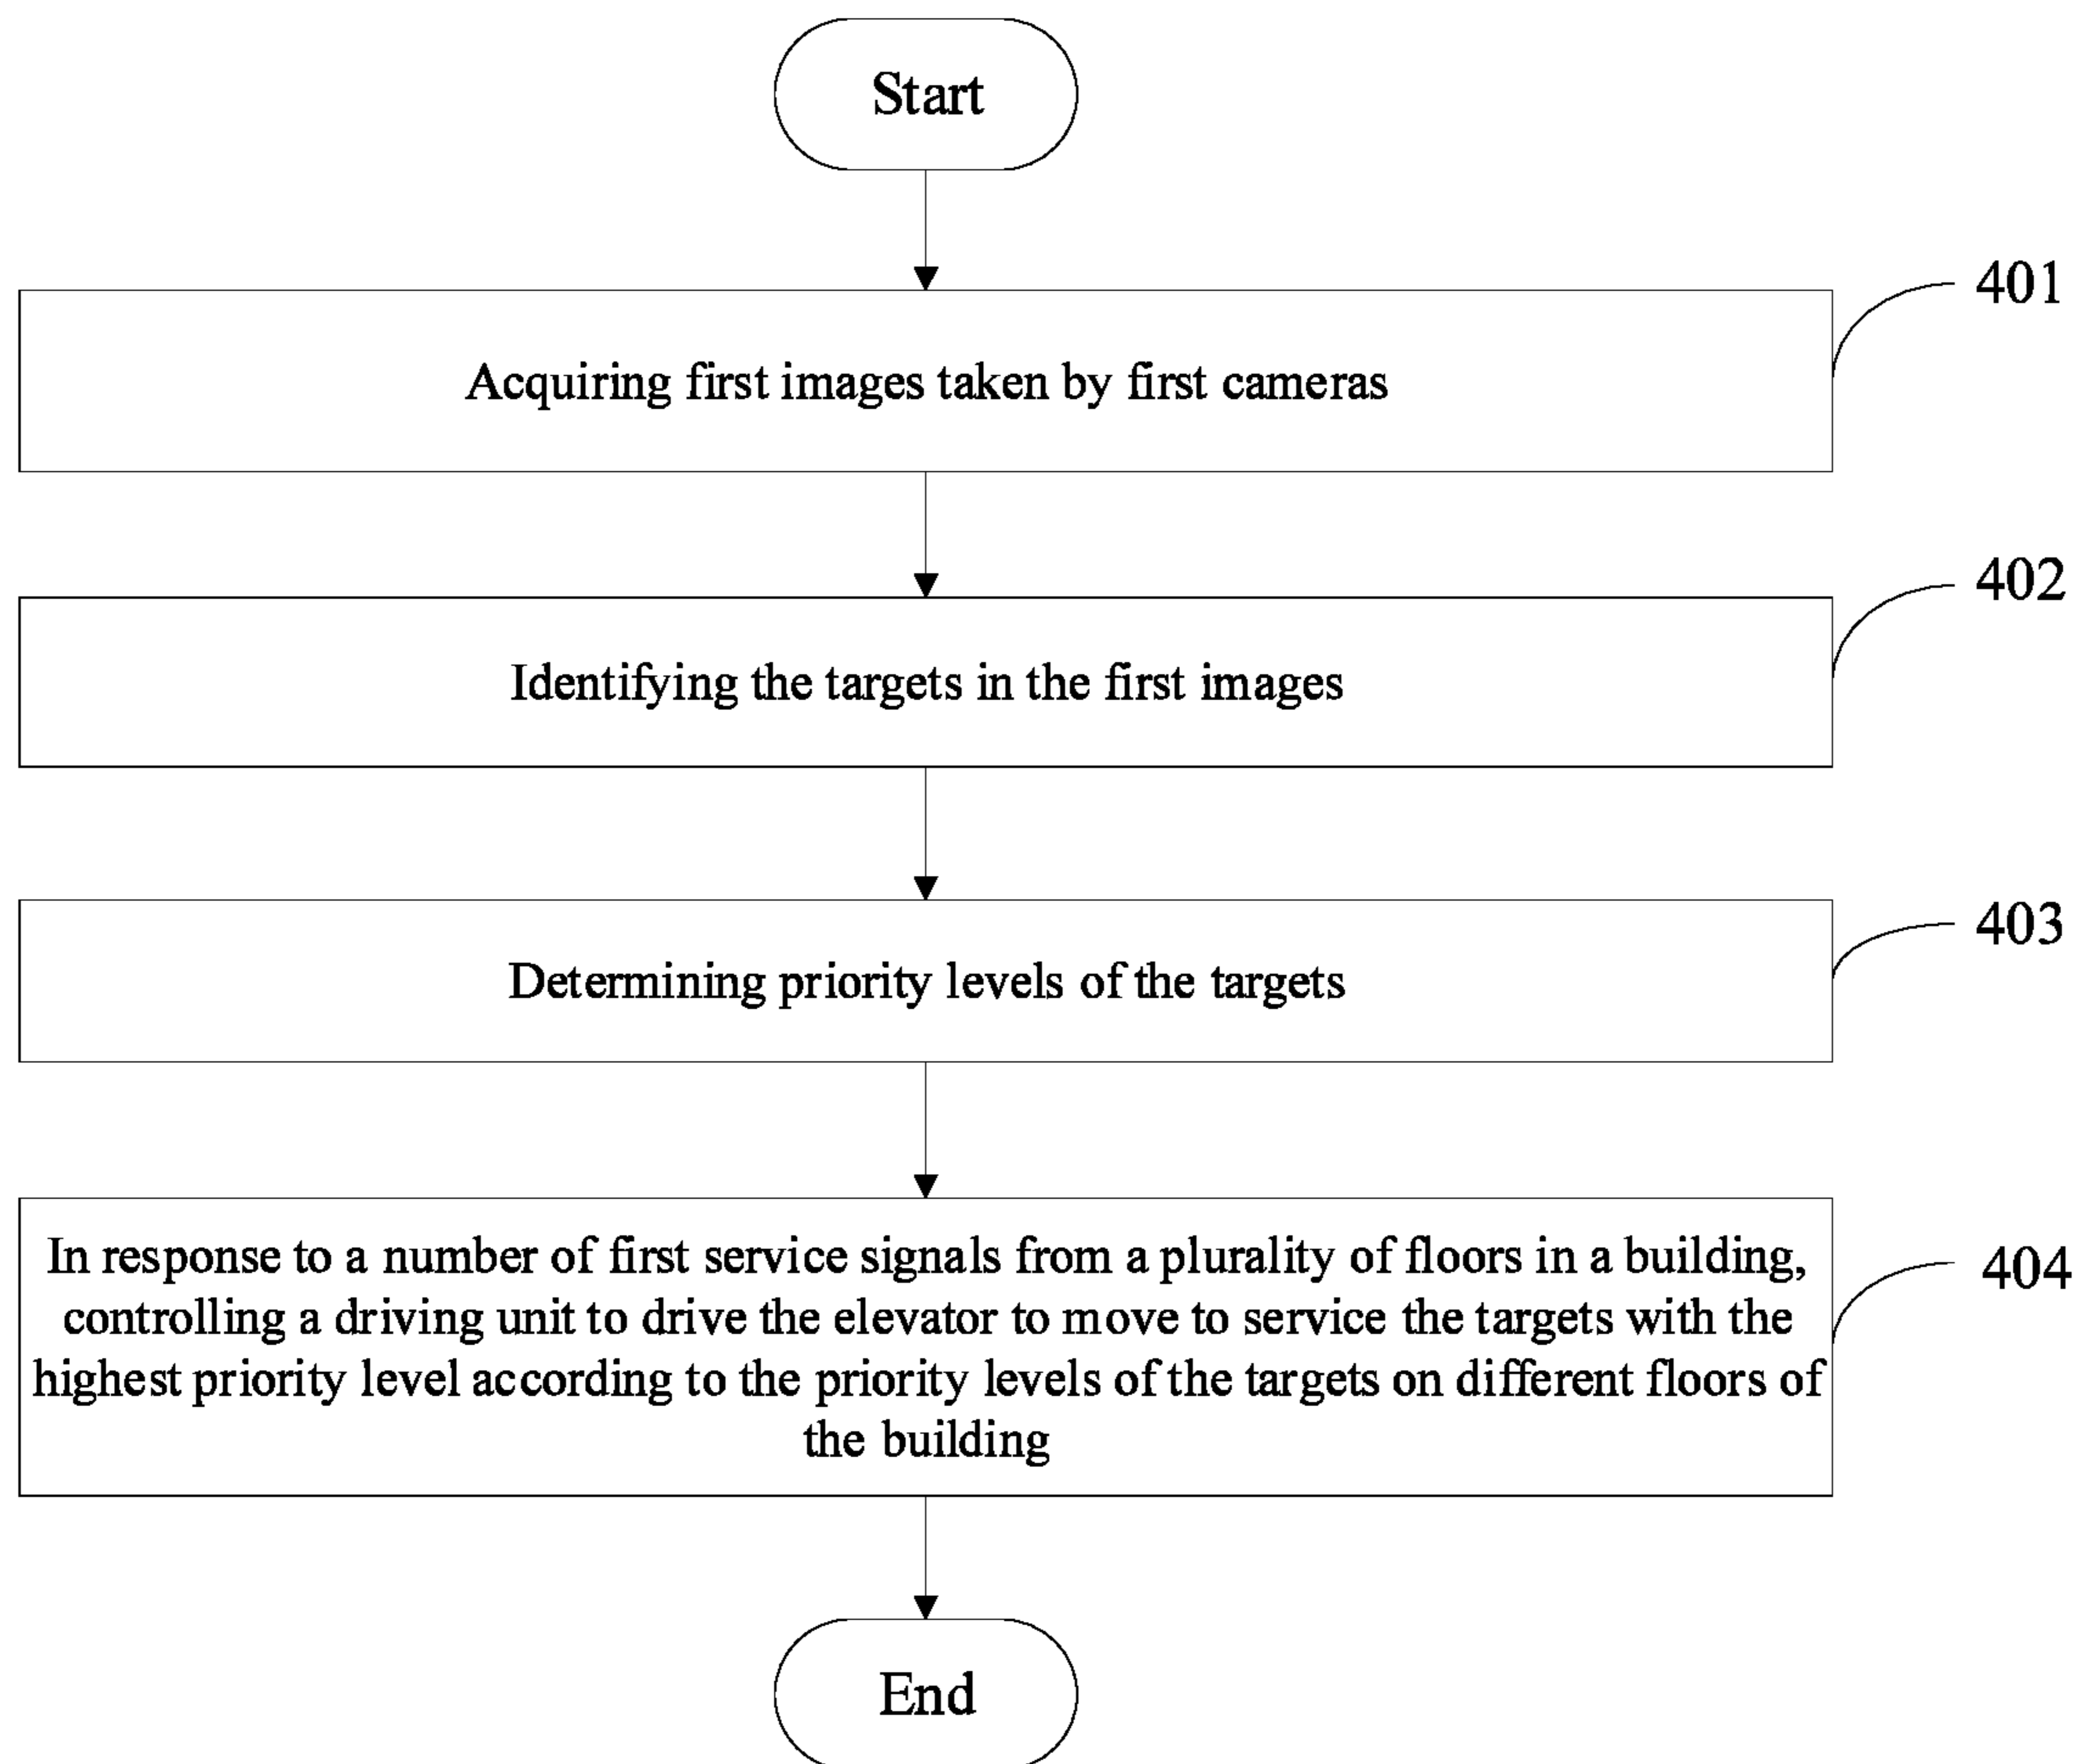 Start
401
Acquiring first images taken by first cameras
402
Identifying the targets in the first images
403
Determining priority levels of the targets
404
In response to a number of first service signals from a plurality of floors in a building,
controlling a driving unit to drive the elevator to move to service the targets with the
highest priority level according to the priority levels of the targets on different floors of
the building
End